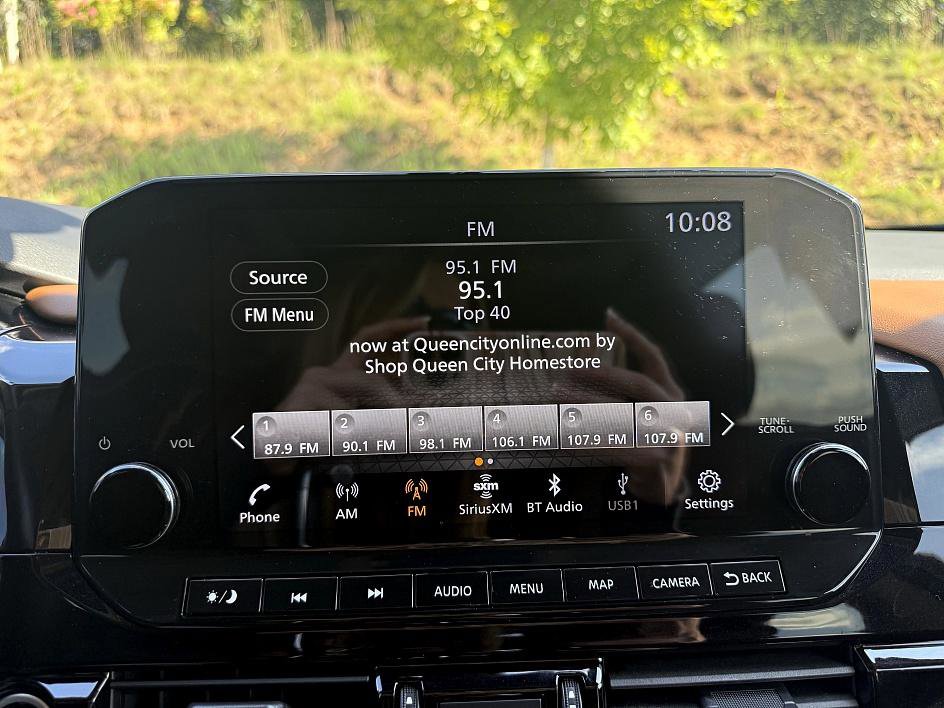 FM
10:08
Source
FM Menu
95.1 FM
95.1
Top 40
now at Queencityonline.com by
Shop Queen City Homestore
1 2 3 4 5 6
87.9 FM 90.1 FM 98.1 FM 106.1 FM 107.9 FM 107.9 FM
VOL
TUNE·SCROLL
PUSH SOUND
Phone AM FM sxm SiriusXM BT Audio USB1 Settings
AUDIO MENU MAP CAMERA BACK